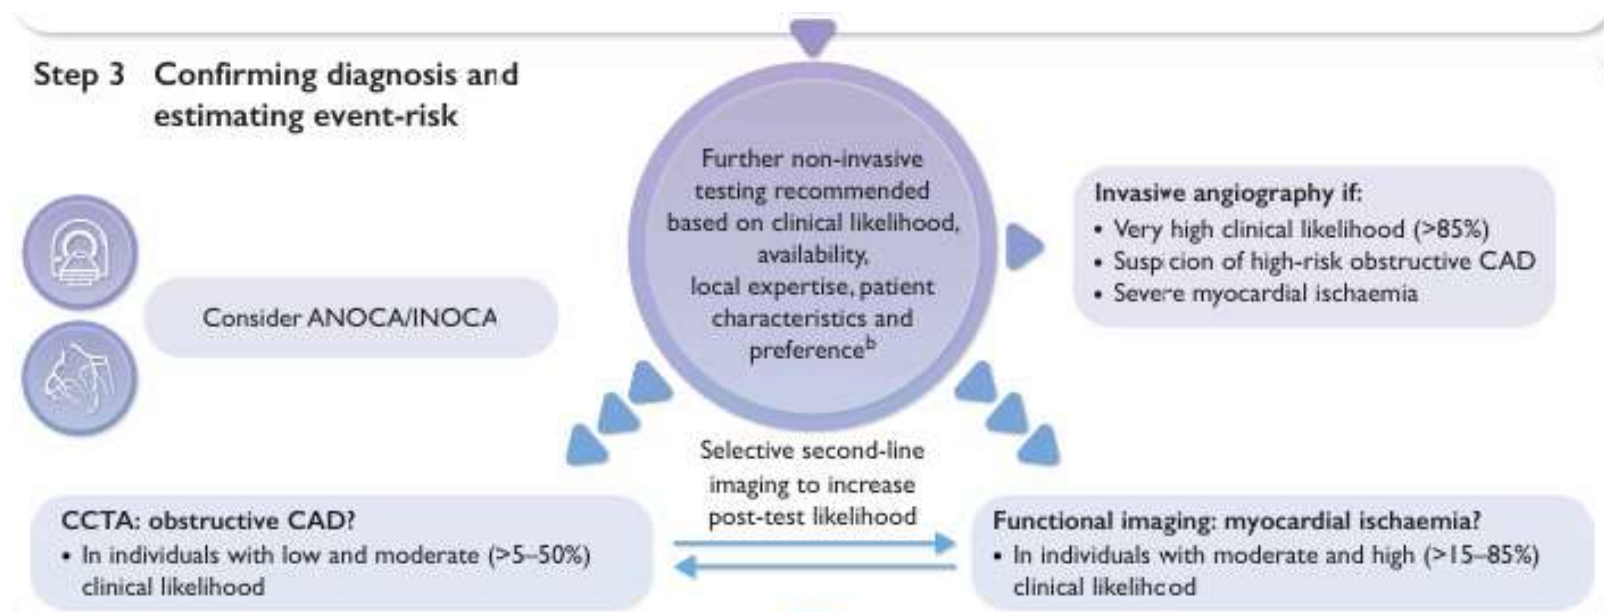 Step 3 Confirming diagnosis and
estimating event-risk
Further non-invasive
testing recommended
based on clinical likelihood,
availability,
local expertise, patient
characteristics and
preferenceᵇ
Invasive angiography if:
• Very high clinical likelihood (>85%)
• Suspicion of high-risk obstructive CAD
• Severe myocardial ischaemia
Consider ANOCA/INOCA
Selective second-line
imaging to increase
post-test likelihood
CCTA: obstructive CAD?
• In individuals with low and moderate (>5–50%)
clinical likelihood
Functional imaging: myocardial ischaemia?
• In individuals with moderate and high (>15–85%)
clinical likelihood